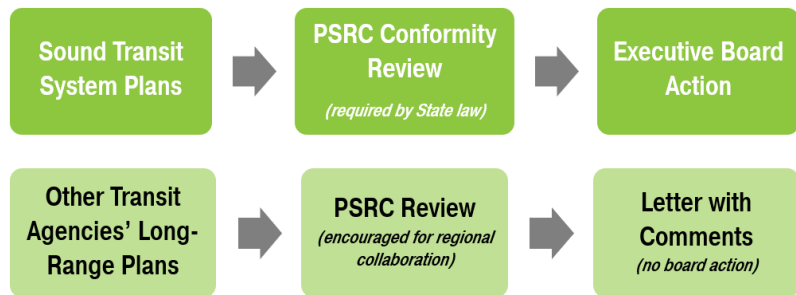 Sound Transit
System Plans
PSRC Conformity
Review
(required by State law)
Executive Board
Action
Other Transit
Agencies' Long-
Range Plans
PSRC Review
(encouraged for regional
collaboration)
Letter with
Comments
(no board action)